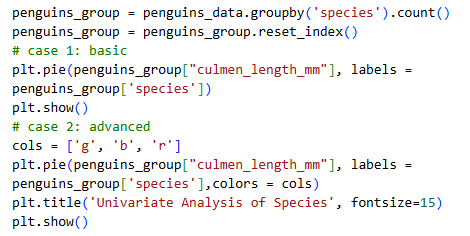 penguins_group = penguins_data.groupby('species').count()
penguins_group = penguins_group.reset_index()
# case 1: basic
plt.pie(penguins_group["culmen_length_mm"], labels =
penguins_group['species'])
plt.show()
# case 2: advanced
cols = ['g', 'b', 'r']
plt.pie(penguins_group["culmen_length_mm"], labels =
penguins_group['species'],colors = cols)
plt.title('Univariate Analysis of Species', fontsize=15)
plt.show()